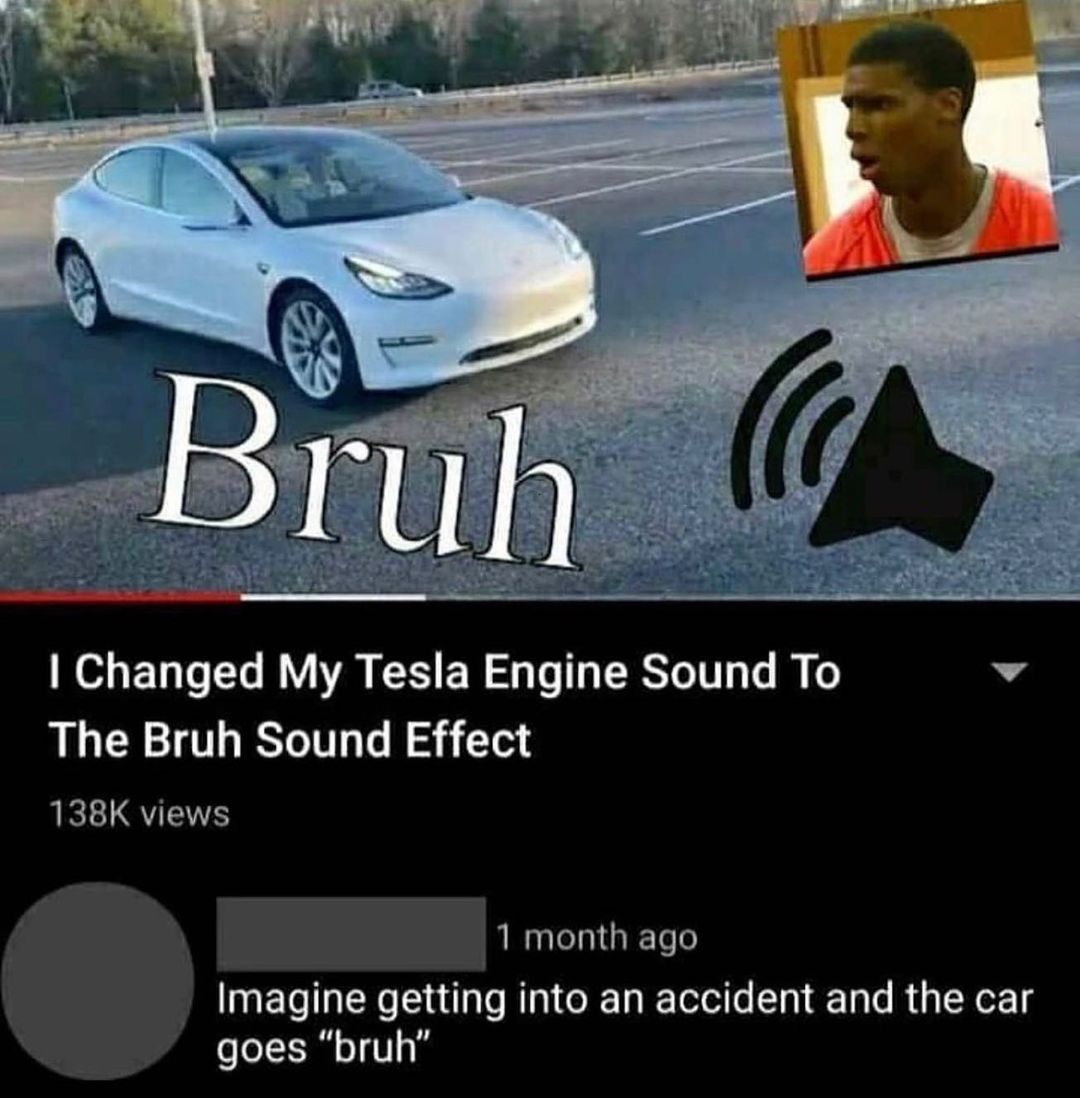 Bruh
I Changed My Tesla Engine Sound To
The Bruh Sound Effect
138K views
1 month ago
Imagine getting into an accident and the car
goes “bruh”